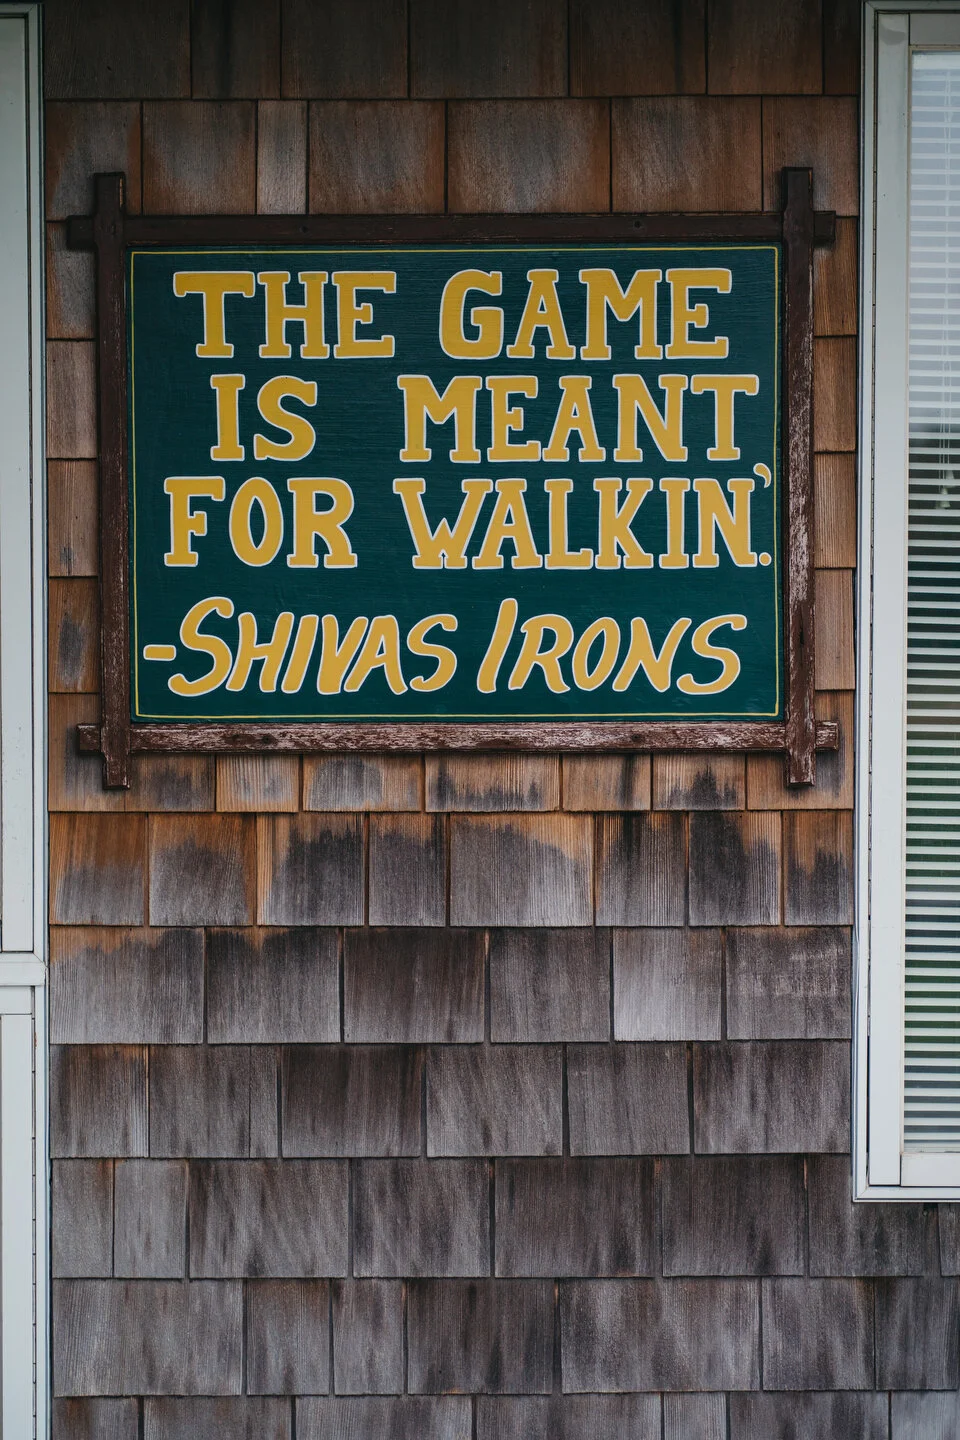 THE GAME
IS MEANT
FOR WALKIN'.
-SHIVAS IRONS